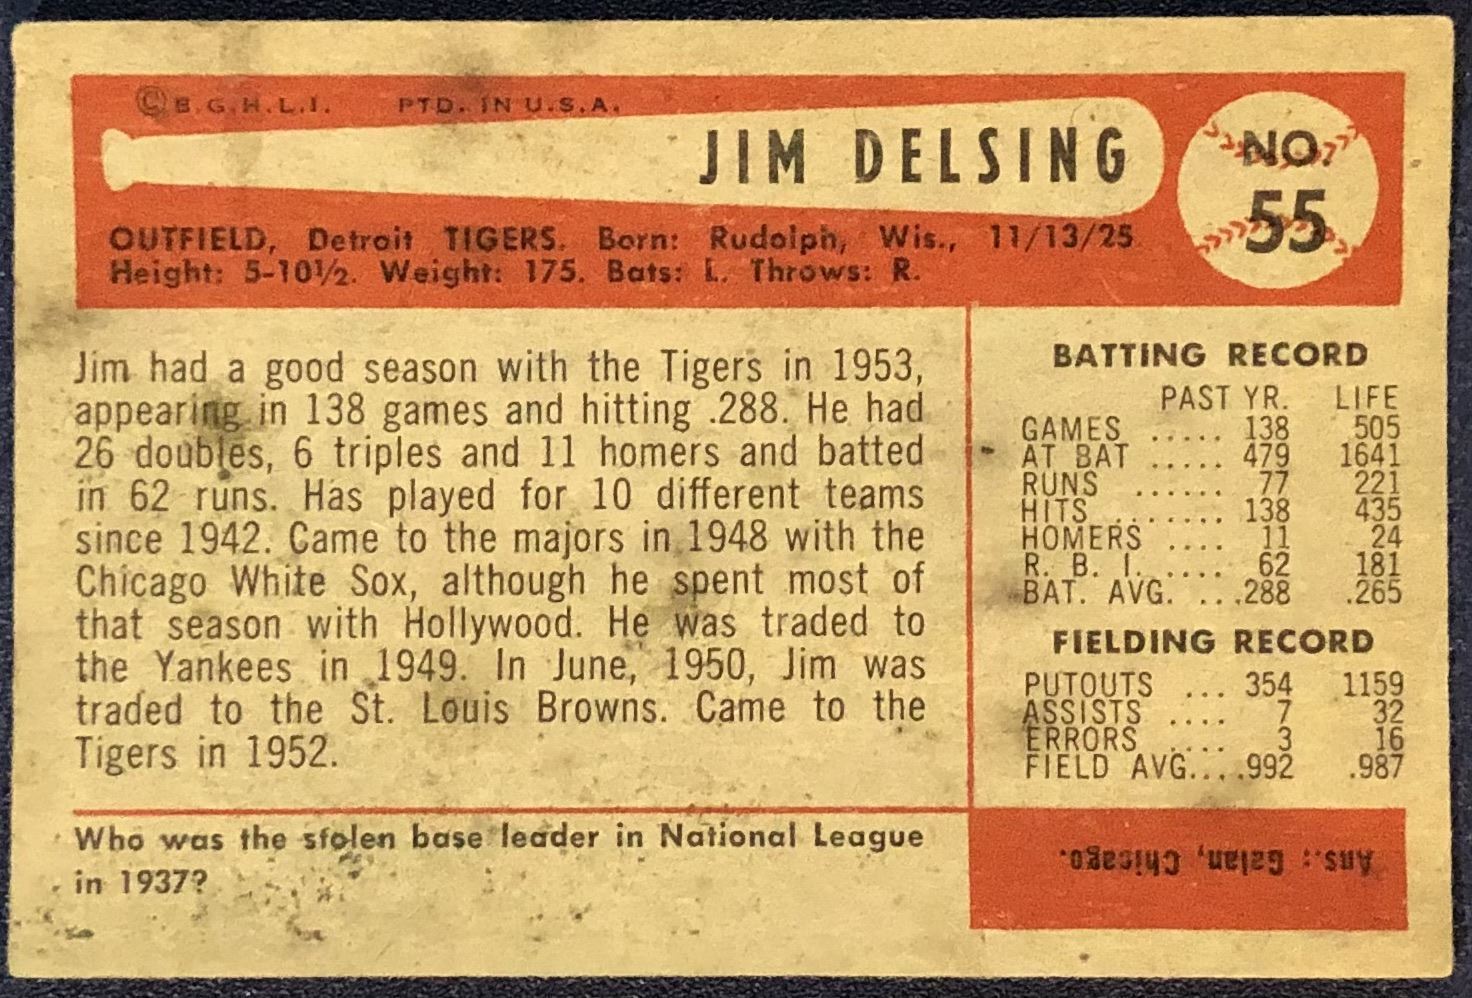 © B.G.H.L.I. PTD. IN U.S.A.
JIM DELSING
NO.
55
OUTFIELD, Detroit TIGERS. Born: Rudolph, Wis., 11/13/25
Height: 5-10½. Weight: 175. Bats: L. Throws: R.
Jim had a good season with the Tigers in 1953,
appearing in 138 games and hitting .288. He had
26 doubles, 6 triples and 11 homers and batted
in 62 runs. Has played for 10 different teams
since 1942. Came to the majors in 1948 with the
Chicago White Sox, although he spent most of
that season with Hollywood. He was traded to
the Yankees in 1949. In June, 1950, Jim was
traded to the St. Louis Browns. Came to the
Tigers in 1952.
BATTING RECORD
PAST YR. LIFE
GAMES ..... 138 505
AT BAT ..... 479 1641
RUNS ...... 77 221
HITS ........ 138 435
HOMERS .... 11 24
R. B. I. ..... 62 181
BAT. AVG. ...288 .265
FIELDING RECORD
PUTOUTS ... 354 1159
ASSISTS .... 7 32
ERRORS .... 3 16
FIELD AVG....992 .987
Who was the stolen base leader in National League
in 1937?
Ans.: Galan, Chicago.